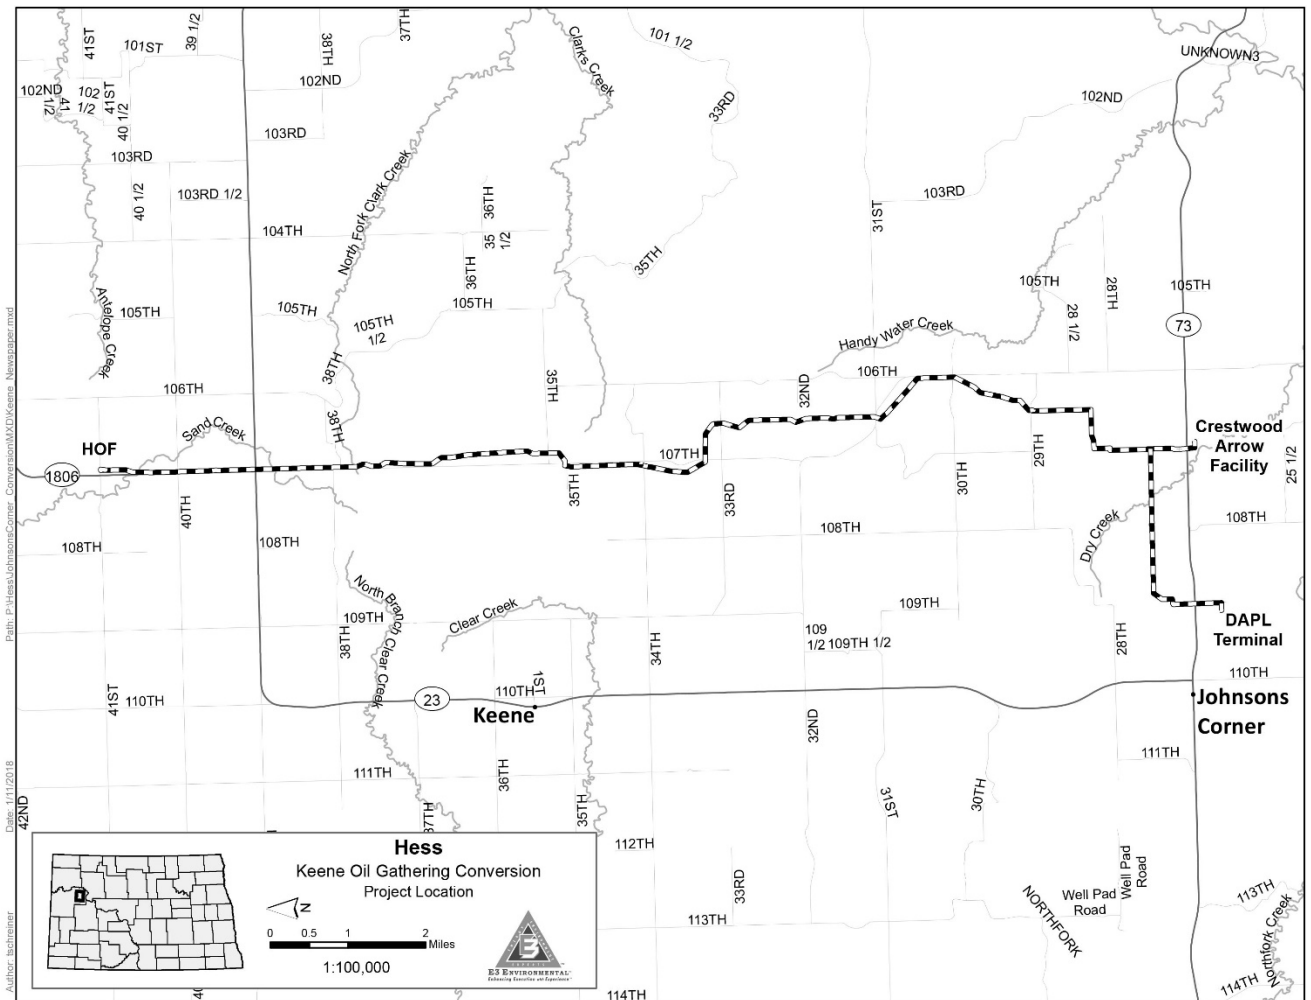 41ST
101ST
39 1/2
38TH
37TH
Clarks Creek
101 1/2
UNKNOWN3
102ND
1/2
41
102
1/2
41ST
40 1/2
102ND
33RD
102ND
103RD
103RD
40 1/2
103RD 1/2
North Fork Clark Creek
36TH
31ST
103RD
104TH
35
1/2
36TH
35TH
Antelope Creek
105TH
105TH
105TH
1/2
105TH
105TH
28TH
28 1/2
105TH
73
Handy Water Creek
38TH
106TH
35TH
32ND
106TH
38TH
Sand Creek
HOF
1806
107TH
29TH
30TH
Crestwood
Arrow
Facility
25 1/2
40TH
35TH
33RD
108TH
108TH
108TH
108TH
Dry Creek
North Branch Clear Creek
109TH
38TH
Clear Creek
34TH
109TH
109
1/2
109TH 1/2
28TH
DAPL
Terminal
110TH
41ST
110TH
23
110TH
1ST
Keene
32ND
Johnsons
Corner
111TH
111TH
36TH
35TH
37TH
31ST
30TH
42ND
112TH
33RD
113TH
Well Pad
Road
Well Pad
Road
NORTHFORK
113TH
Northfork Creek
114TH
114TH
Hess
Keene Oil Gathering Conversion
Project Location
N
0 0.5 1 2
Miles
1:100,000
E3
E3 ENVIRONMENTAL
Path: P:\Hess\JohnsonsCorner_Conversion\MXD\Keene_Newspaper.mxd
Date: 1/11/2018
Author: tschreiner